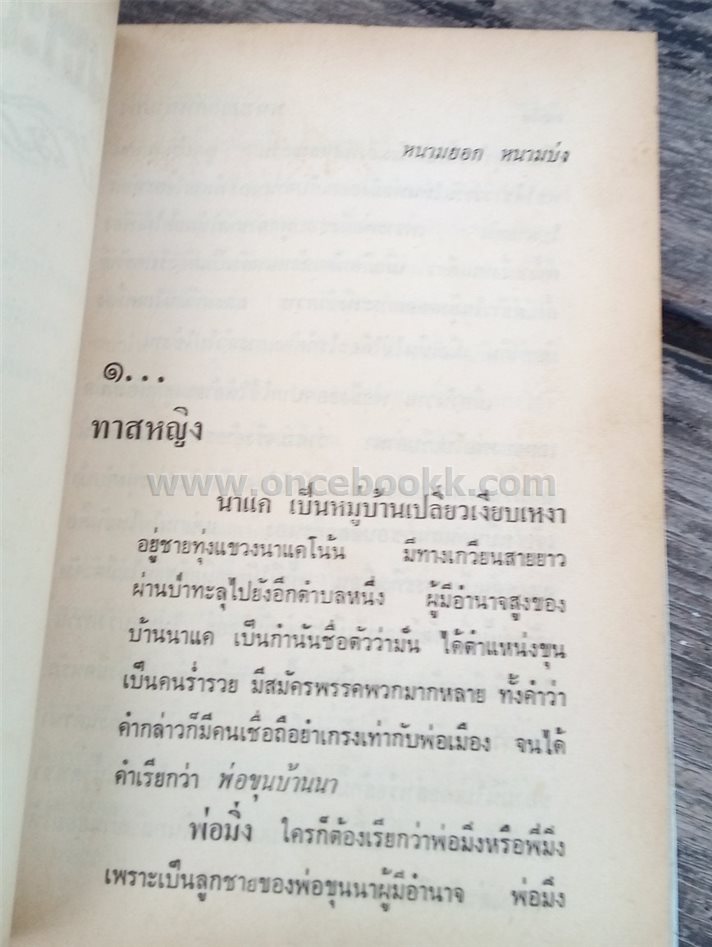 หนามยอก หนามบ่ง
๑...
ทาสหญิง
www.oncebookk.com
นาแค เป็นหมู่บ้านเปลี่ยวเงียบเหงา
อยู่ชายทุ่งแขวงนาแคโน้น มีทางเกวียนสายยาว
ผ่านป่าทะลุไปยังอีกตำบลหนึ่ง ผู้มีอำนาจสูงของ
บ้านนาแค เป็นกำนันชื่อตัวว่ามั่น ได้ตำแหน่งขุน
เป็นคนร่ำรวย มีสมัครพรรคพวกมากหลาย ทั้งคำว่า
คำกล่าวก็มีคนเชื่อถือยำเกรงเท่ากับพ่อเมือง จนได้
คำเรียกว่า พ่อขุนบ้านนา
พ่อมิ่ง ใครก็ต้องเรียกว่าพ่อมิ่งหรือพี่มิ่ง
เพราะเป็นลูกชายของพ่อขุนนาผู้มีอำนาจ พ่อมิ่ง